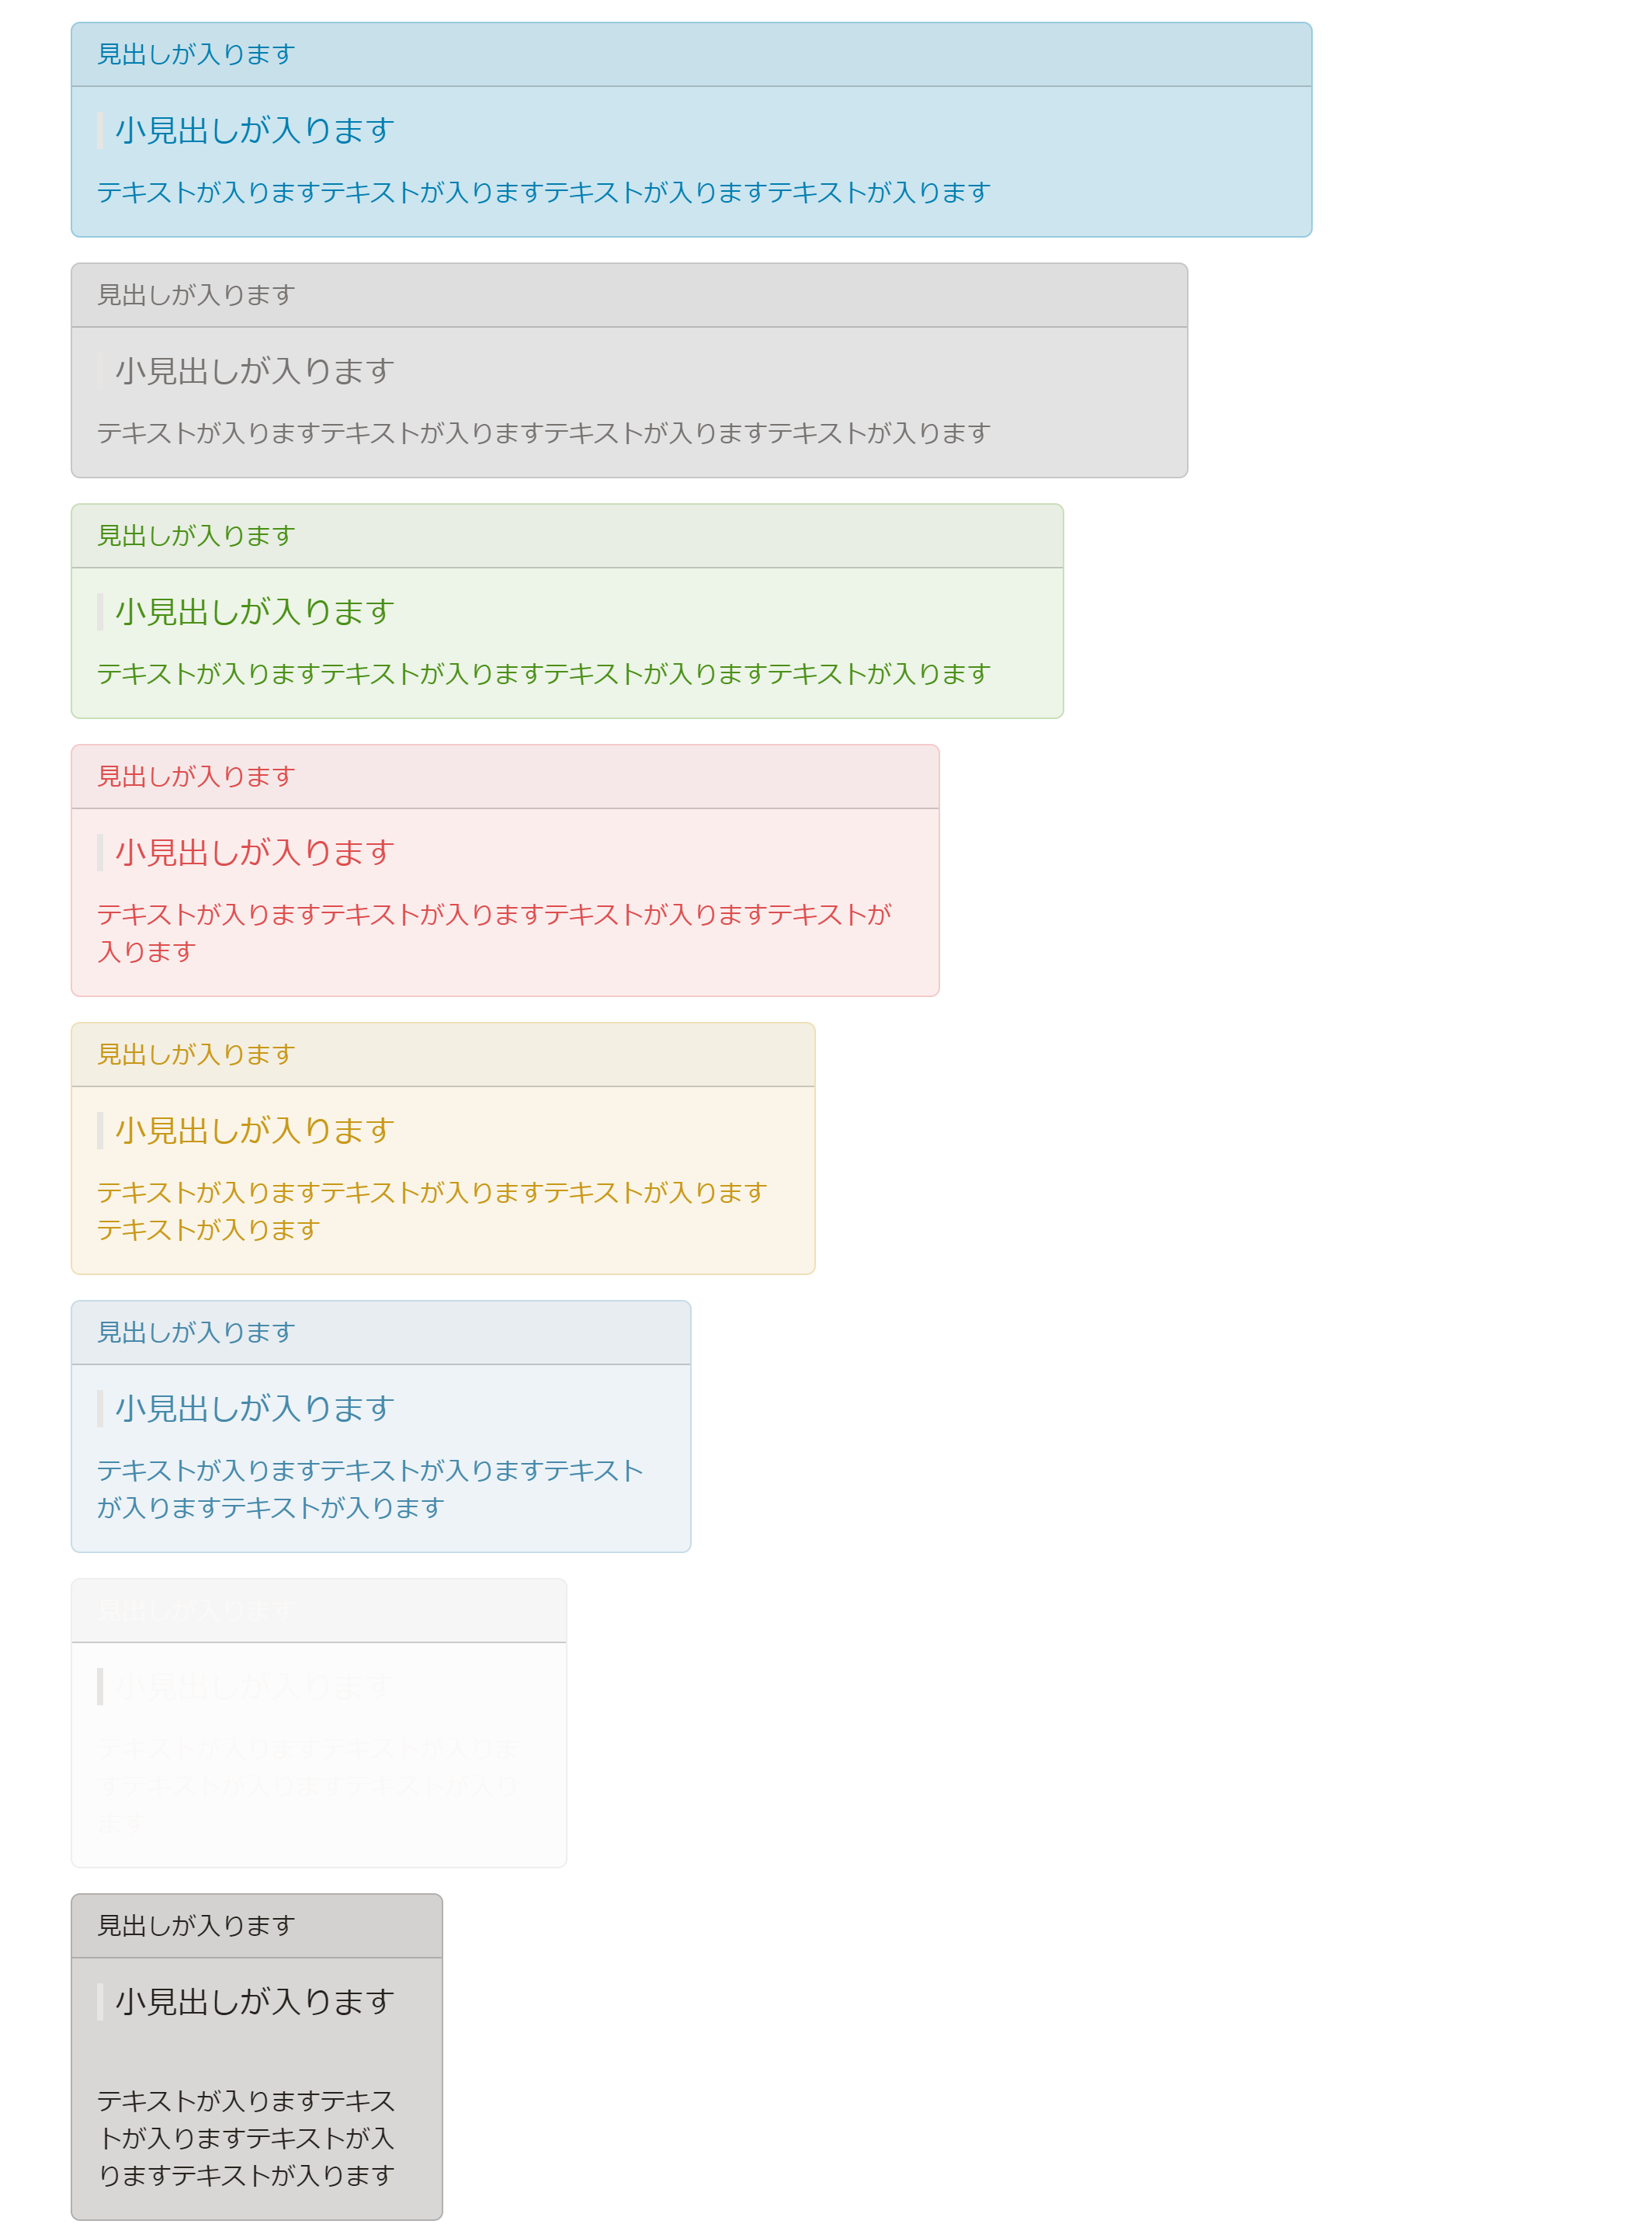 見出しが入ります
小見出しが入ります
テキストが入りますテキストが入りますテキストが入りますテキストが入ります
見出しが入ります
小見出しが入ります
テキストが入りますテキストが入りますテキストが入りますテキストが入ります
見出しが入ります
小見出しが入ります
テキストが入りますテキストが入りますテキストが入りますテキストが入ります
見出しが入ります
小見出しが入ります
テキストが入りますテキストが入りますテキストが入りますテキストが
入ります
見出しが入ります
小見出しが入ります
テキストが入りますテキストが入りますテキストが入ります
テキストが入ります
見出しが入ります
小見出しが入ります
テキストが入りますテキストが入りますテキスト
が入りますテキストが入ります
見出しが入ります
小見出しが入ります
テキストが入りますテキストが入りま
すテキストが入りますテキストが入り
ます
見出しが入ります
小見出しが入ります
テキストが入りますテキス
トが入りますテキストが入
りますテキストが入ります